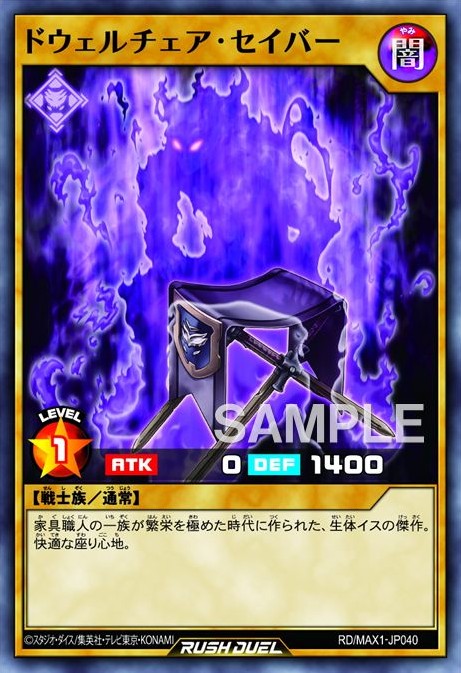 ドウェルチェア・セイバー
やみ
闇
SAMPLE
LEVEL
1
ATK 0 DEF 1400
【戦士族／通常】
家具職人の一族が繁栄を極めた時代に作られた、生体イスの傑作。
快適な座り心地。
©スタジオ・ダイス/集英社・テレビ東京・KONAMI RUSH DUEL RD/MAX1-JP040